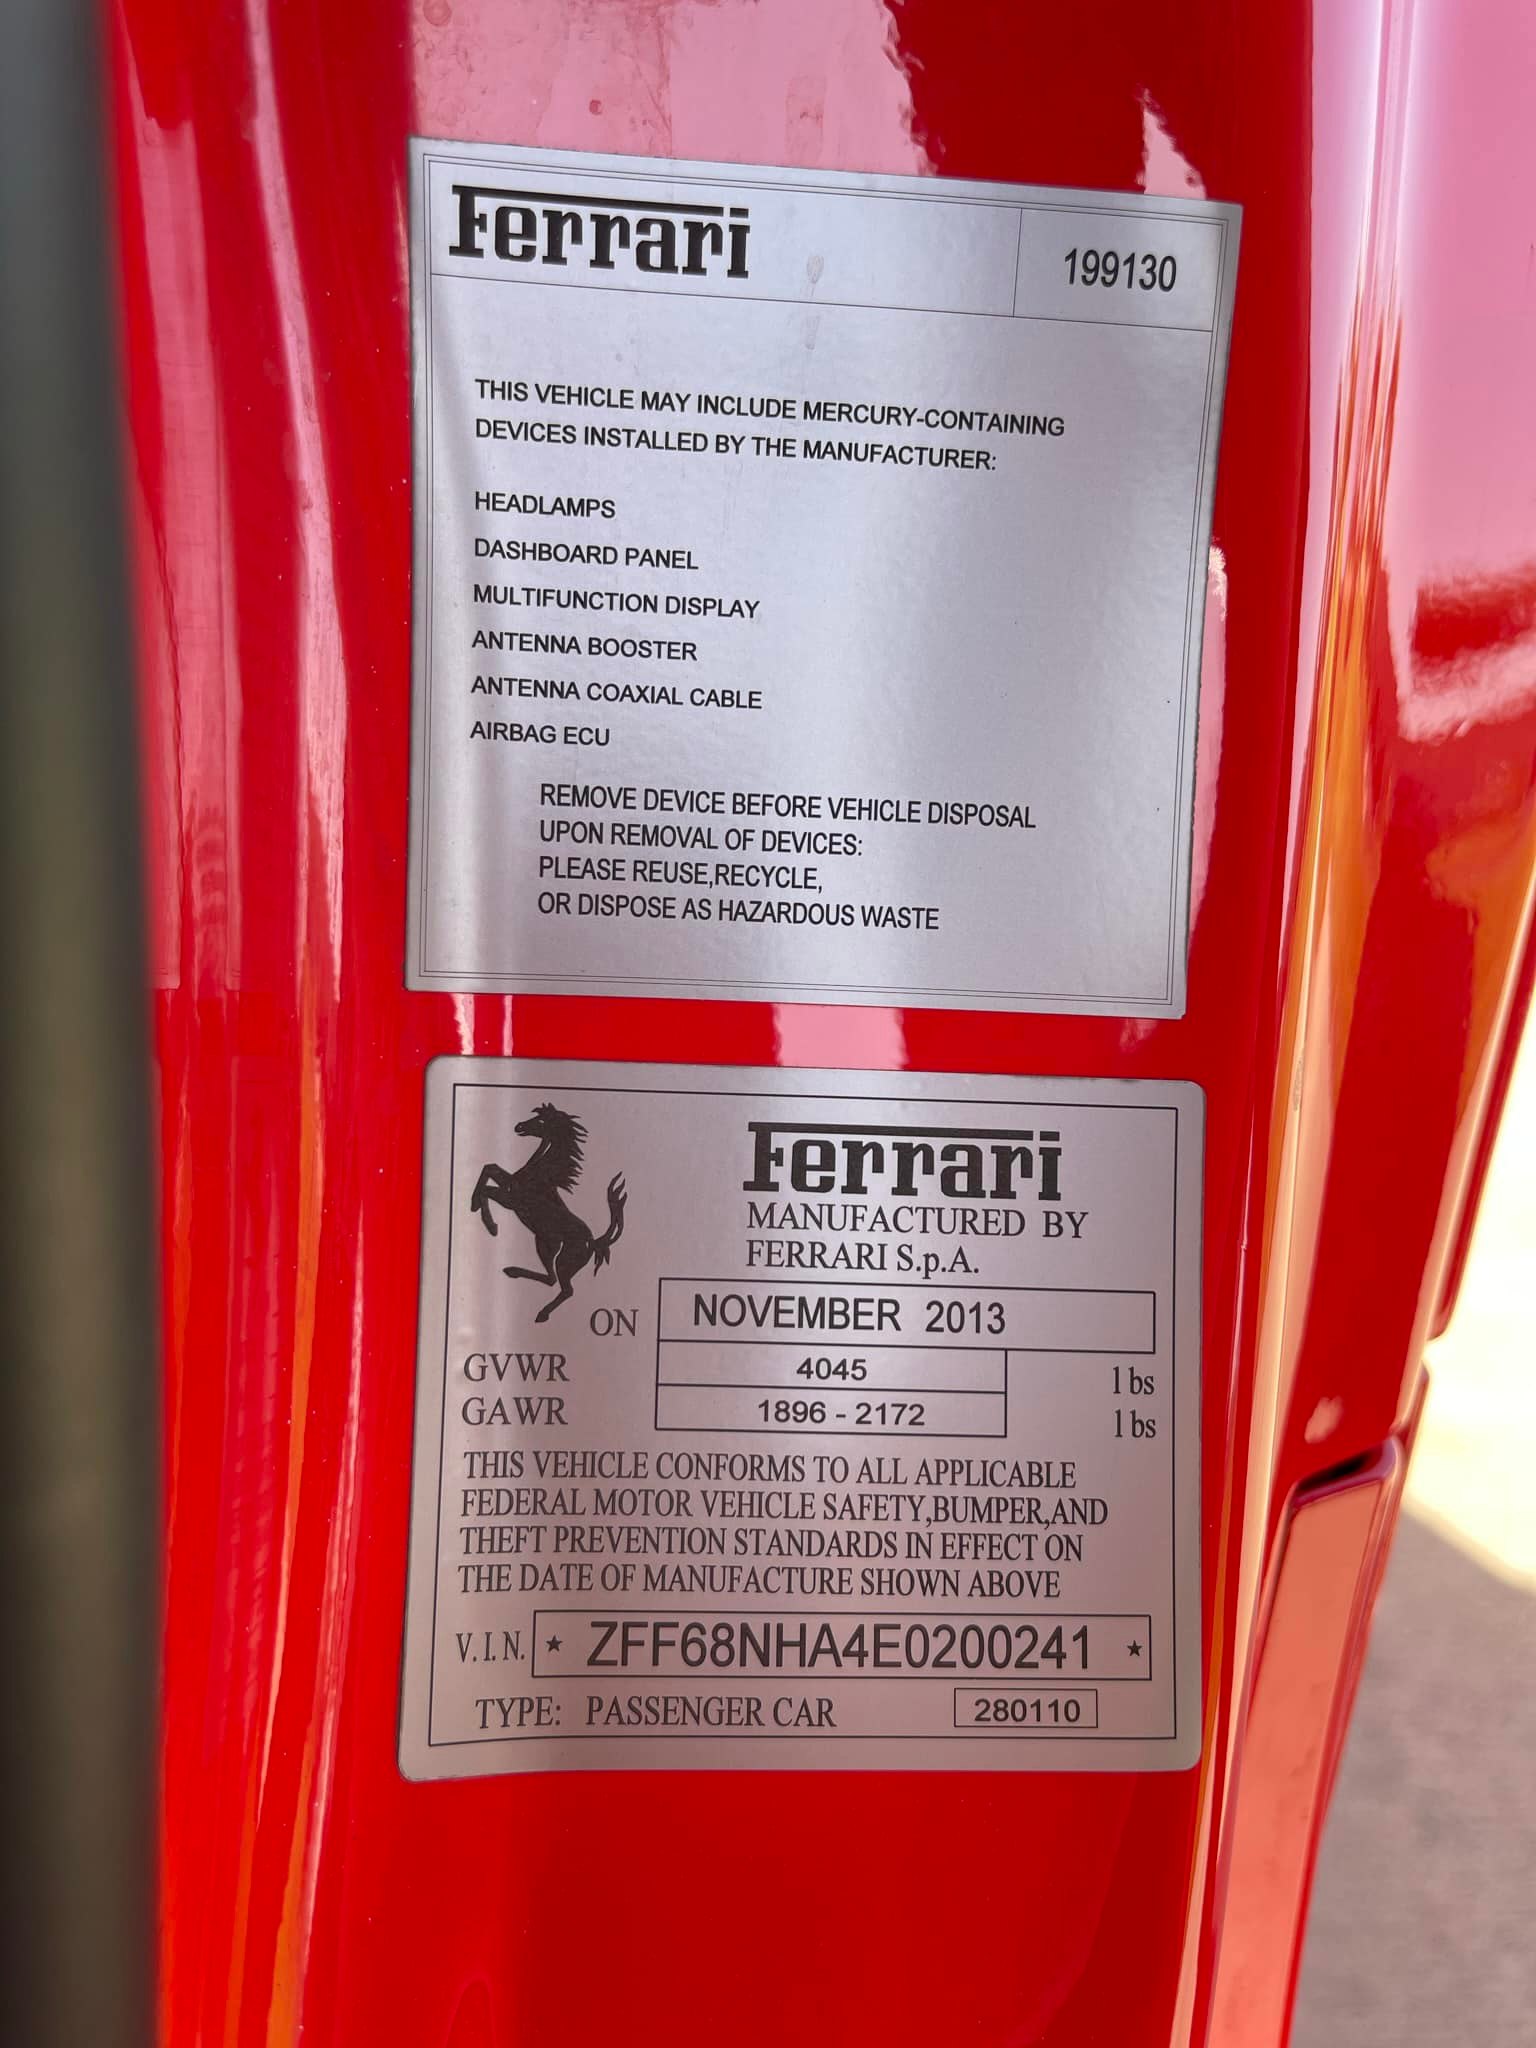 Ferrari
199130
THIS VEHICLE MAY INCLUDE MERCURY-CONTAINING
DEVICES INSTALLED BY THE MANUFACTURER:
HEADLAMPS
DASHBOARD PANEL
MULTIFUNCTION DISPLAY
ANTENNA BOOSTER
ANTENNA COAXIAL CABLE
AIRBAG ECU
REMOVE DEVICE BEFORE VEHICLE DISPOSAL
UPON REMOVAL OF DEVICES:
PLEASE REUSE,RECYCLE,
OR DISPOSE AS HAZARDOUS WASTE
Ferrari
MANUFACTURED BY
FERRARI S.p.A.
ON NOVEMBER 2013
GVWR 4045 lbs
GAWR 1896 - 2172 lbs
THIS VEHICLE CONFORMS TO ALL APPLICABLE
FEDERAL MOTOR VEHICLE SAFETY,BUMPER,AND
THEFT PREVENTION STANDARDS IN EFFECT ON
THE DATE OF MANUFACTURE SHOWN ABOVE
V.I.N. * ZFF68NHA4E0200241 *
TYPE: PASSENGER CAR 280110